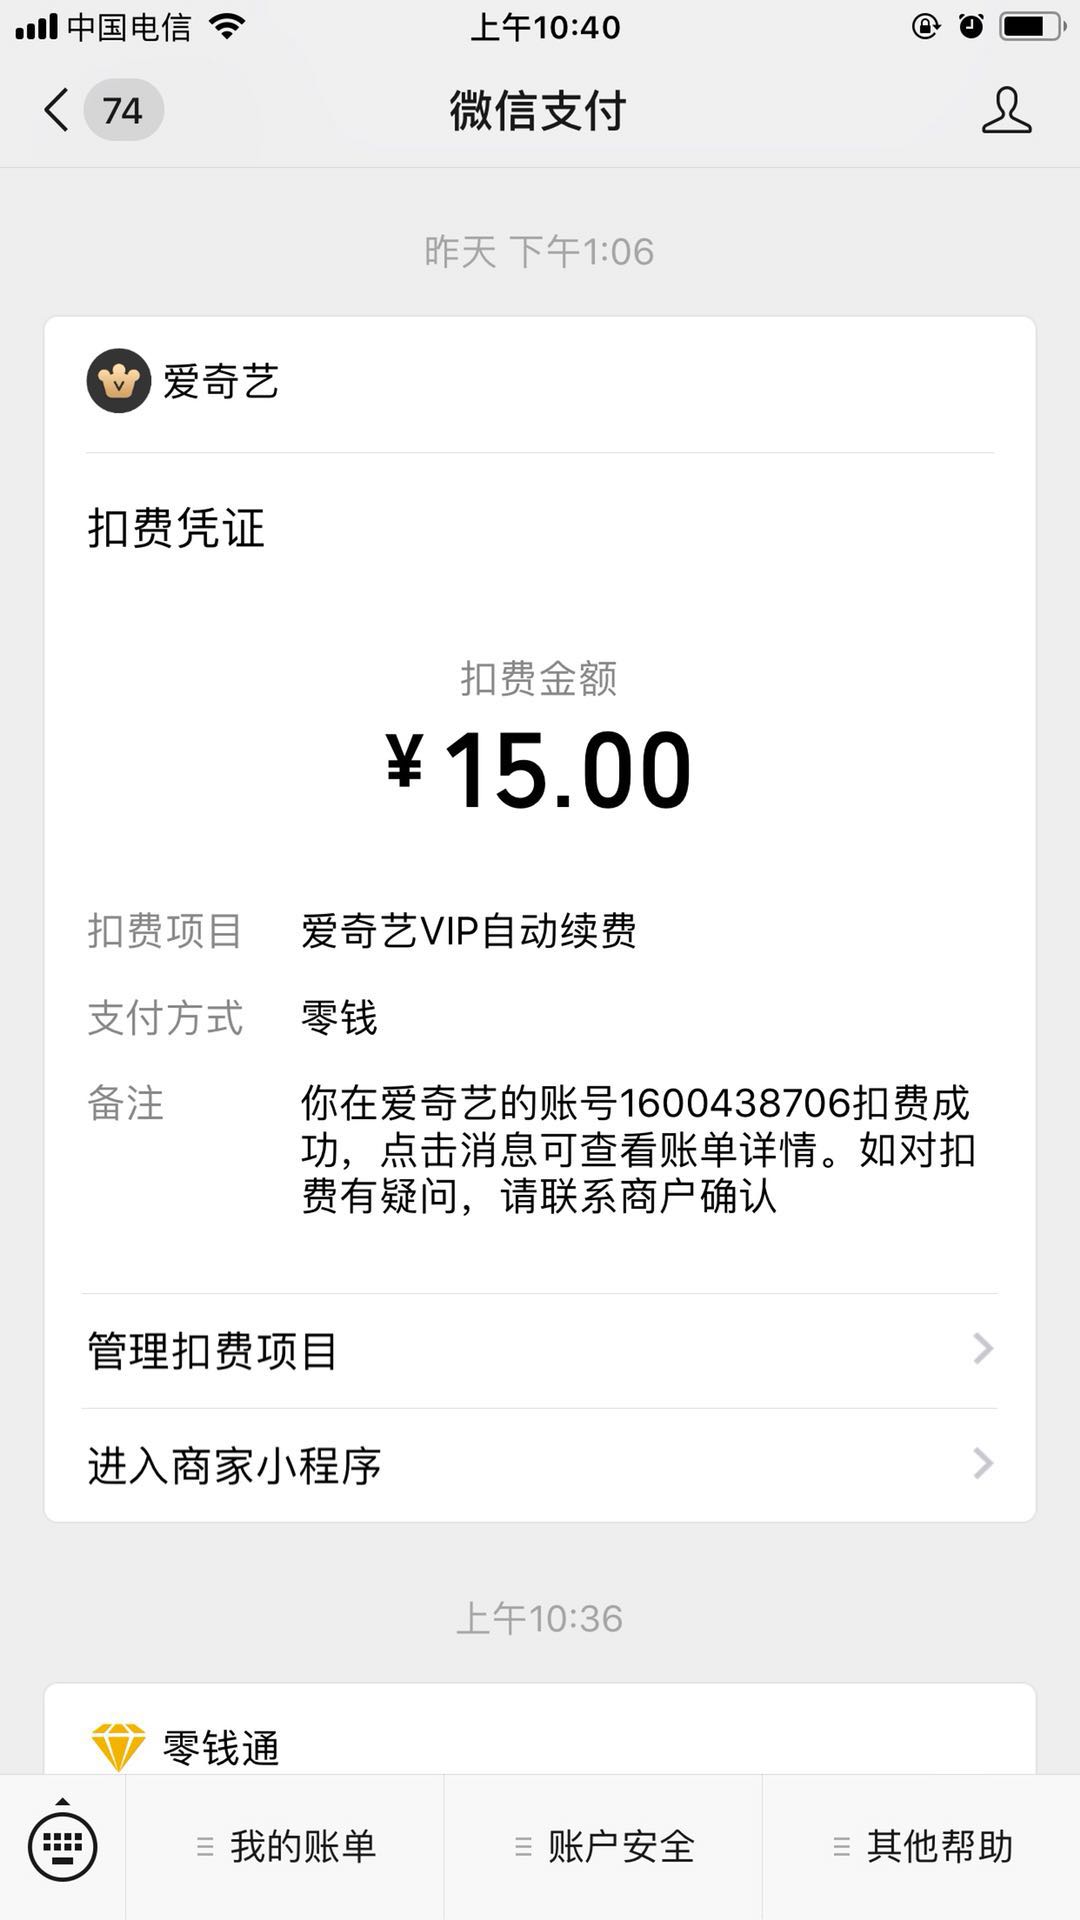 中国电信 上午10:40
74 微信支付
昨天 下午1:06
爱奇艺
扣费凭证
扣费金额
¥15.00
扣费项目 爱奇艺VIP自动续费
支付方式 零钱
备注 你在爱奇艺的账号1600438706扣费成
功，点击消息可查看账单详情。如对扣
费有疑问，请联系商户确认
管理扣费项目
进入商家小程序
上午10:36
零钱通
我的账单 账户安全 其他帮助